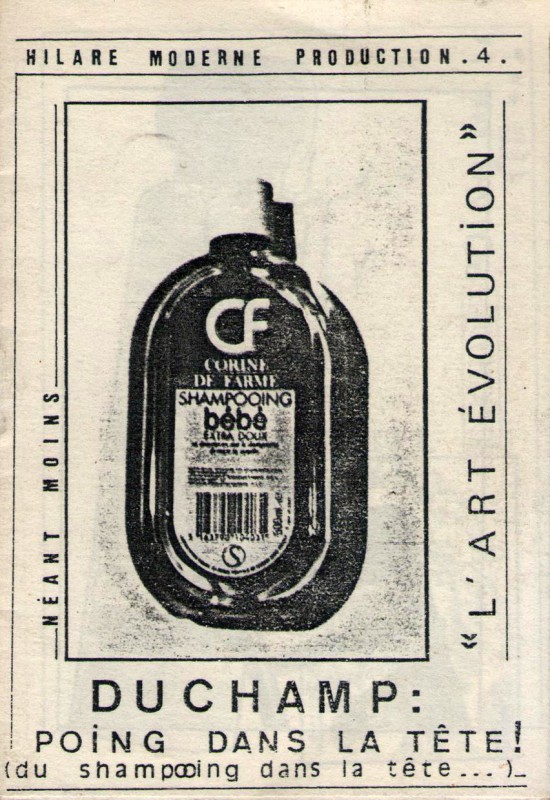 HILARE MODERNE PRODUCTION.4.
NÉANT MOINS
« L'ART ÉVOLUTiON »
CF
CORINE
DE FARME
SHAMPOOING
bébé
EXTRA DOUX
500ml
DUCHAMP:
POiNG DANS LA TÊTE!
(du shampooing dans la tête...)_